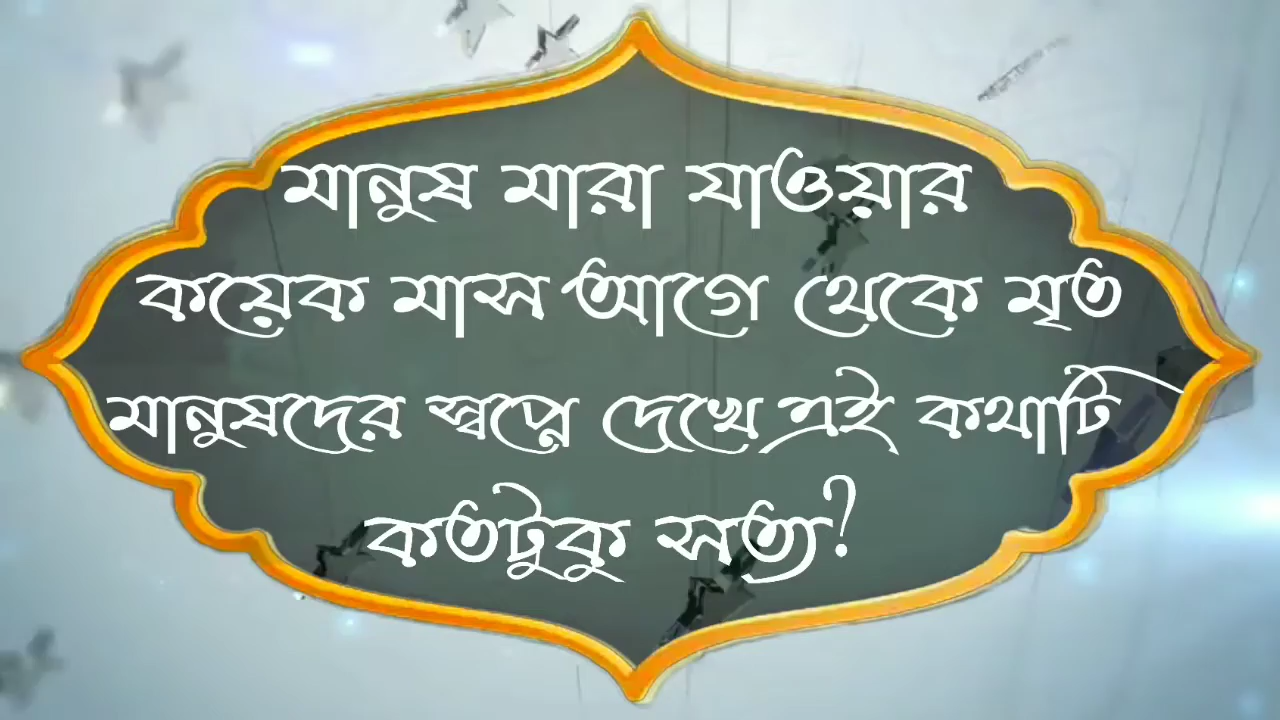 মানুষ মারা যাওয়ার
কয়েক মাস আগে থেকে মৃত
মানুষদের স্বপ্নে দেখে এই কথাটি
কতটুকু সত্য?